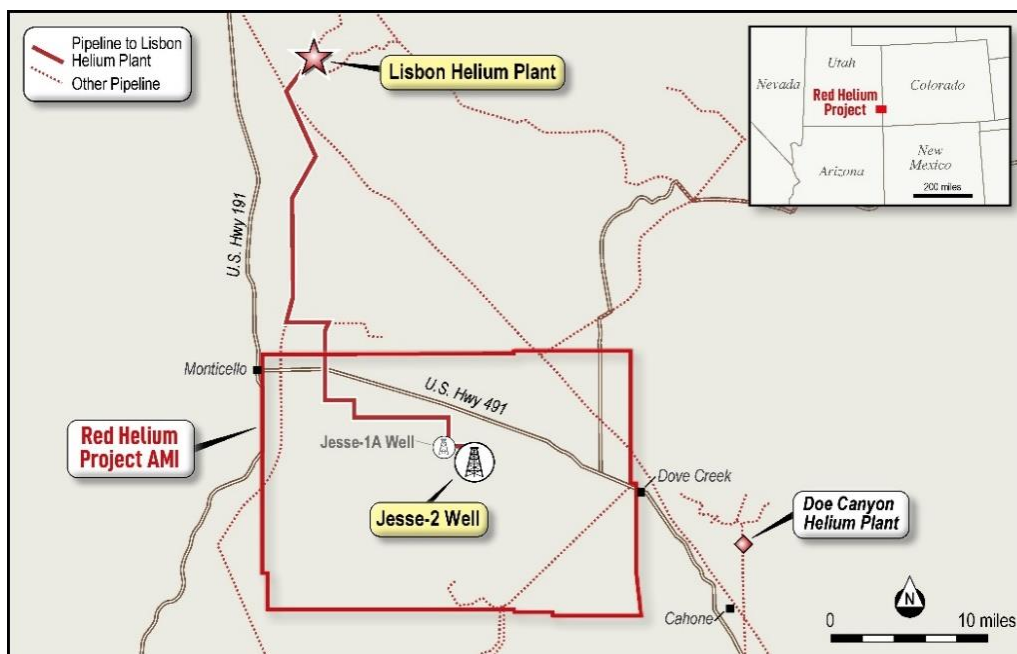 Pipeline to Lisbon
Helium Plant
Other Pipeline
Lisbon Helium Plant
Utah
Nevada
Colorado
Red Helium
Project
Arizona
New
Mexico
200 miles
U.S. Hwy 191
Monticello
U.S. Hwy 491
Red Helium
Project AMI
Jesse-1A Well
Jesse-2 Well
Dove Creek
Doe Canyon
Helium Plant
Cahone
N
0
10 miles